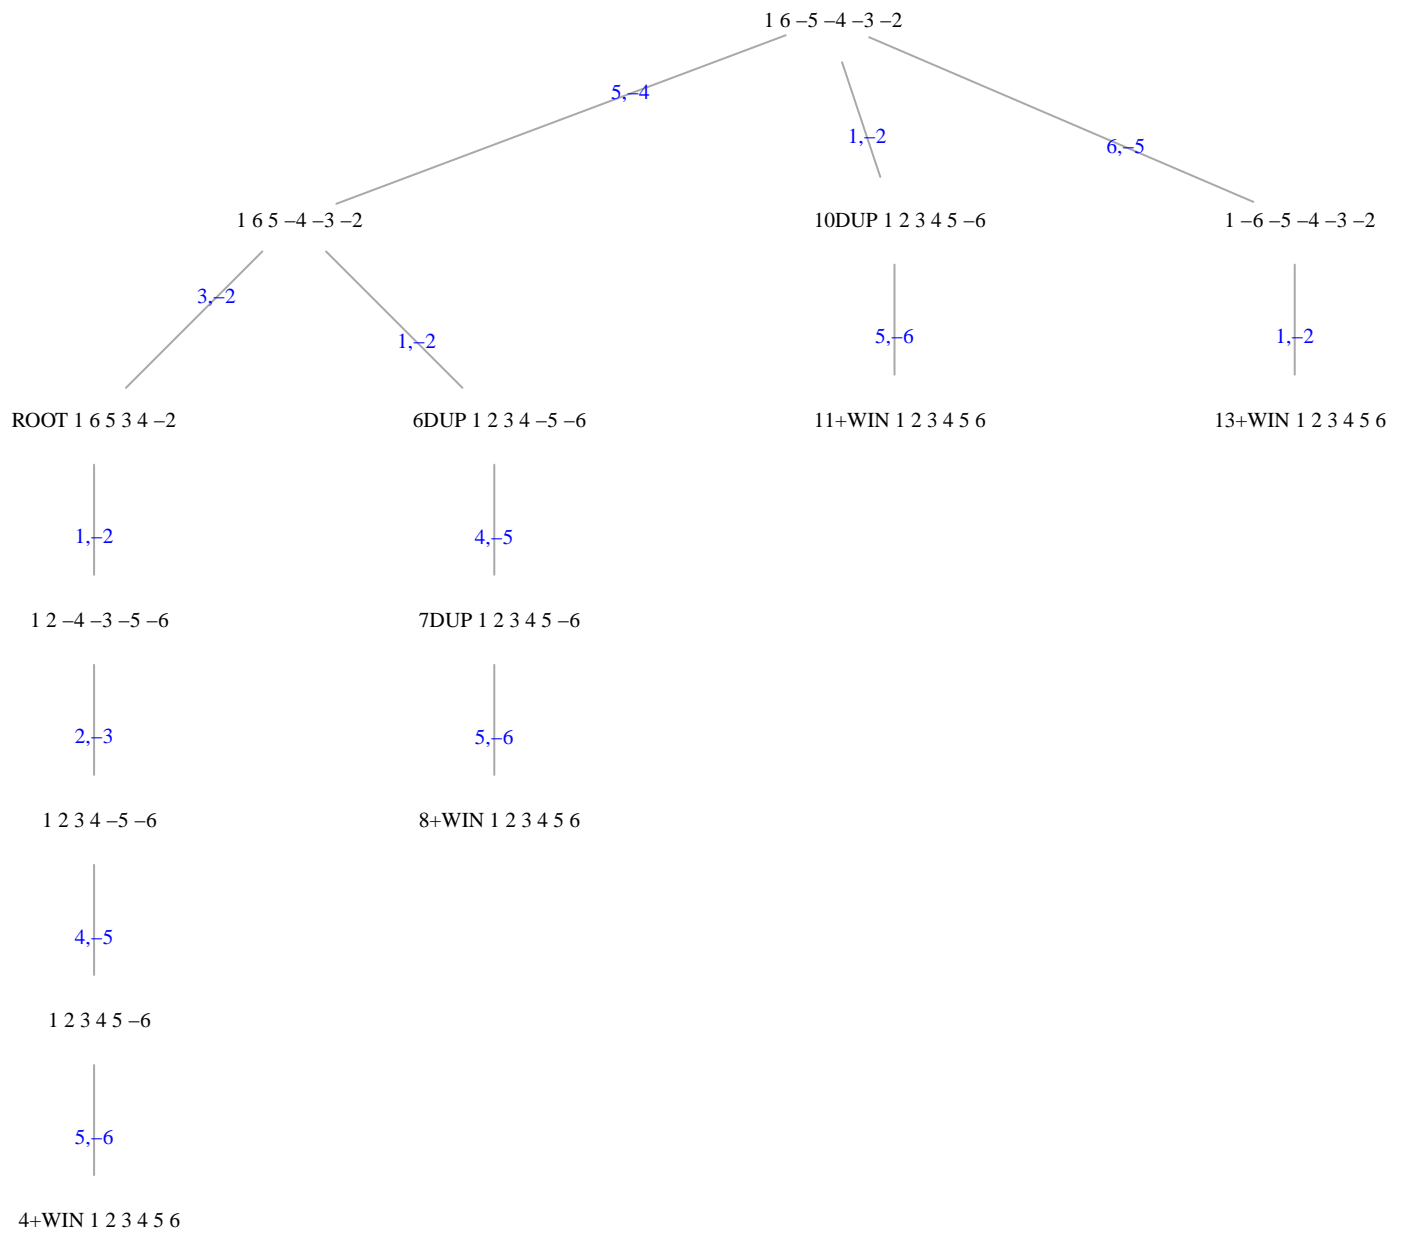 1 6 –5 –4 –3 –2
5,–4
1,–2
6,–5
1 6 5 –4 –3 –2
10DUP 1 2 3 4 5 –6
1 –6 –5 –4 –3 –2
3,–2
1,–2
5,–6
1,–2
ROOT 1 6 5 3 4 –2
6DUP 1 2 3 4 –5 –6
11+WIN 1 2 3 4 5 6
13+WIN 1 2 3 4 5 6
1,–2
4,–5
1 2 –4 –3 –5 –6
7DUP 1 2 3 4 5 –6
2,–3
5,–6
1 2 3 4 –5 –6
8+WIN 1 2 3 4 5 6
4,–5
1 2 3 4 5 –6
5,–6
4+WIN 1 2 3 4 5 6